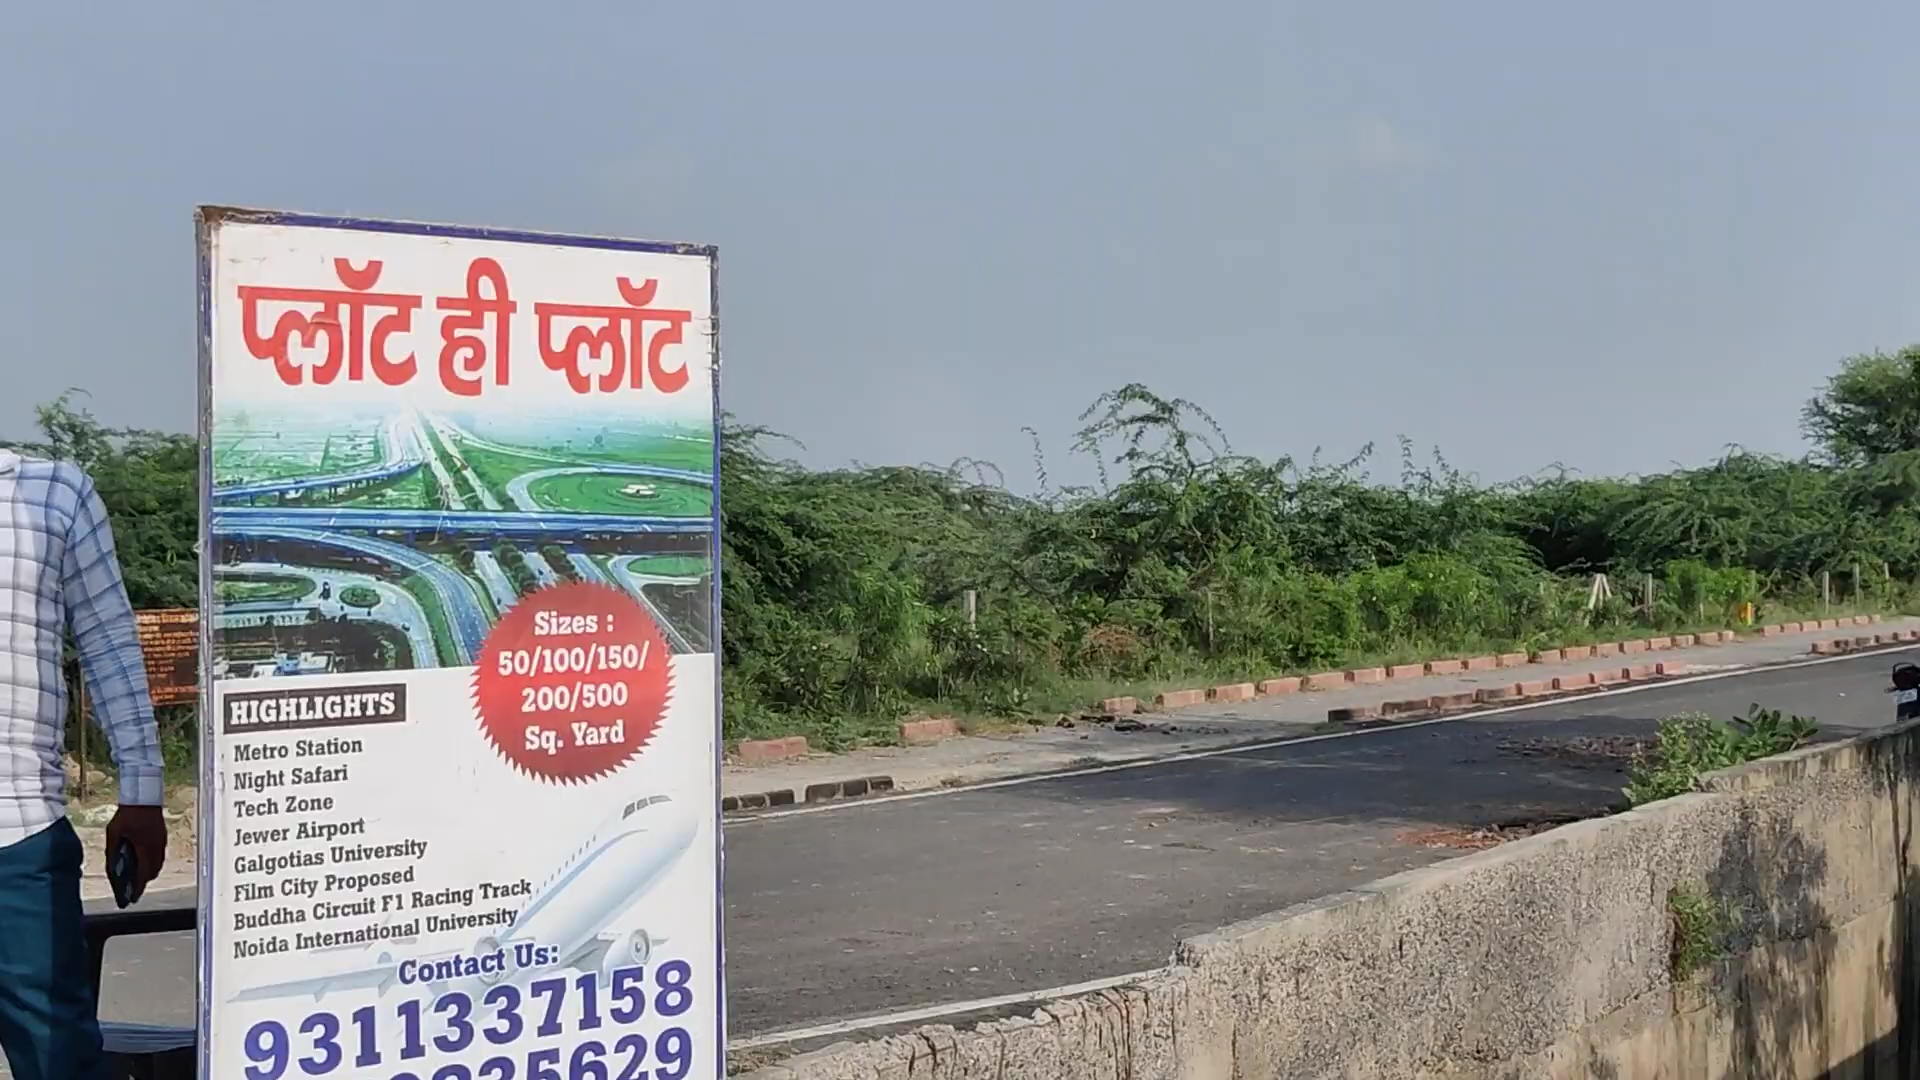 प्लॉट ही प्लॉट
Sizes :
50/100/150/
200/500
Sq. Yard
HIGHLIGHTS
Metro Station
Night Safari
Tech Zone
Jewer Airport
Galgotias University
Film City Proposed
Buddha Circuit F1 Racing Track
Noida International University
Contact Us:
9311337158